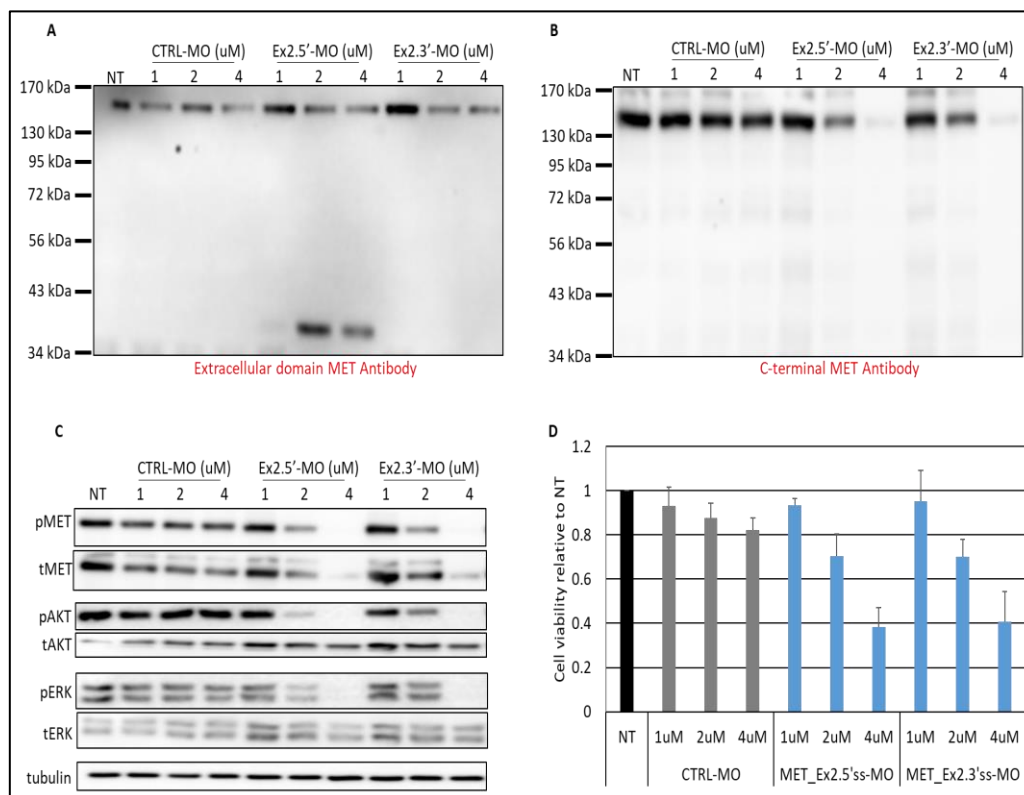 A
CTRL-MO (uM) Ex2.5'-MO (uM) Ex2.3'-MO (uM)
NT 1 2 4 1 2 4 1 2 4
170 kDa
130 kDa
95 kDa
72 kDa
56 kDa
43 kDa
34 kDa
Extracellular domain MET Antibody
B
CTRL-MO (uM) Ex2.5'-MO (uM) Ex2.3'-MO (uM)
NT 1 2 4 1 2 4 1 2 4
170 kDa
130 kDa
95 kDa
72 kDa
56 kDa
43 kDa
34 kDa
C-terminal MET Antibody
C
CTRL-MO (uM) Ex2.5'-MO (uM) Ex2.3'-MO (uM)
NT 1 2 4 1 2 4 1 2 4
pMET
tMET
pAKT
tAKT
pERK
tERK
tubulin
D
Cell viability relative to NT
1.2
1
0.8
0.6
0.4
0.2
0
NT 1uM 2uM 4uM 1uM 2uM 4uM 1uM 2uM 4uM
CTRL-MO MET_Ex2.5'ss-MO MET_Ex2.3'ss-MO